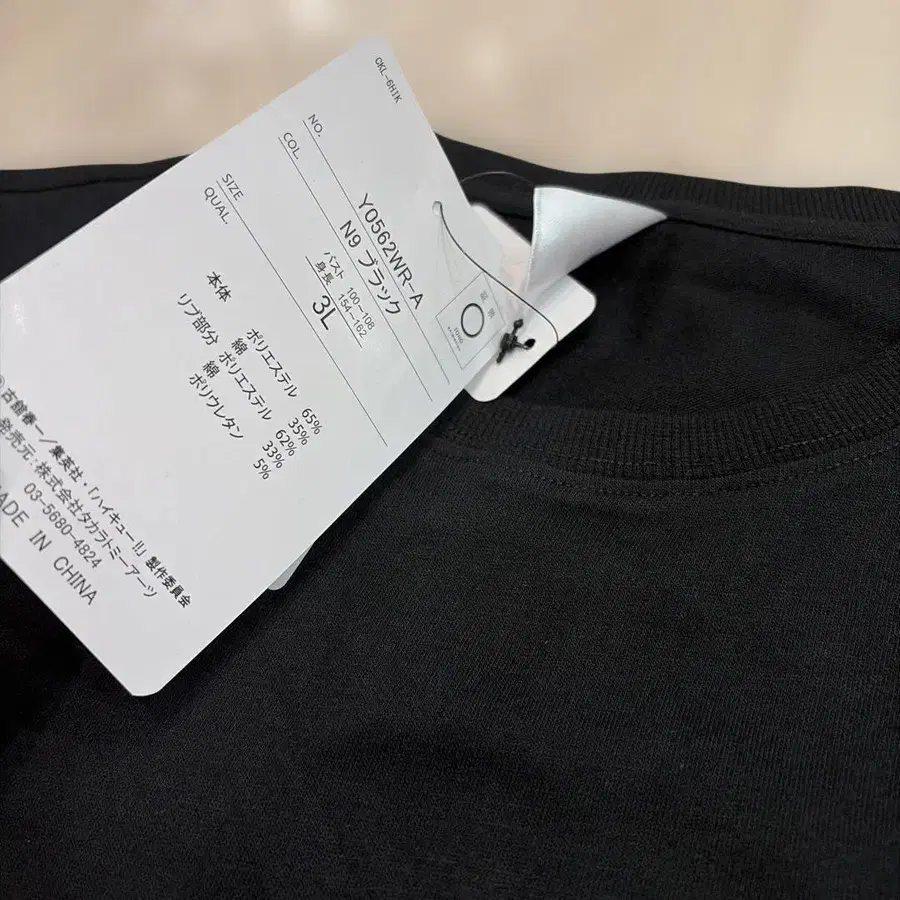 CKL-6HIK
NO. Y0562WR-A
COL. N9 ブラック
バスト 100~108
身長 154~162
SIZE 3L
QUAL.
本体 ポリエステル 65%
綿 35%
リブ部分 ポリエステル 62%
綿 33%
ポリウレタン 5%
古舘春一/集英社・「ハイキュー!!」製作委員会
発売元:株式会社タカラトミーアーツ
03-5680-4824
MADE IN CHINA
TOHO